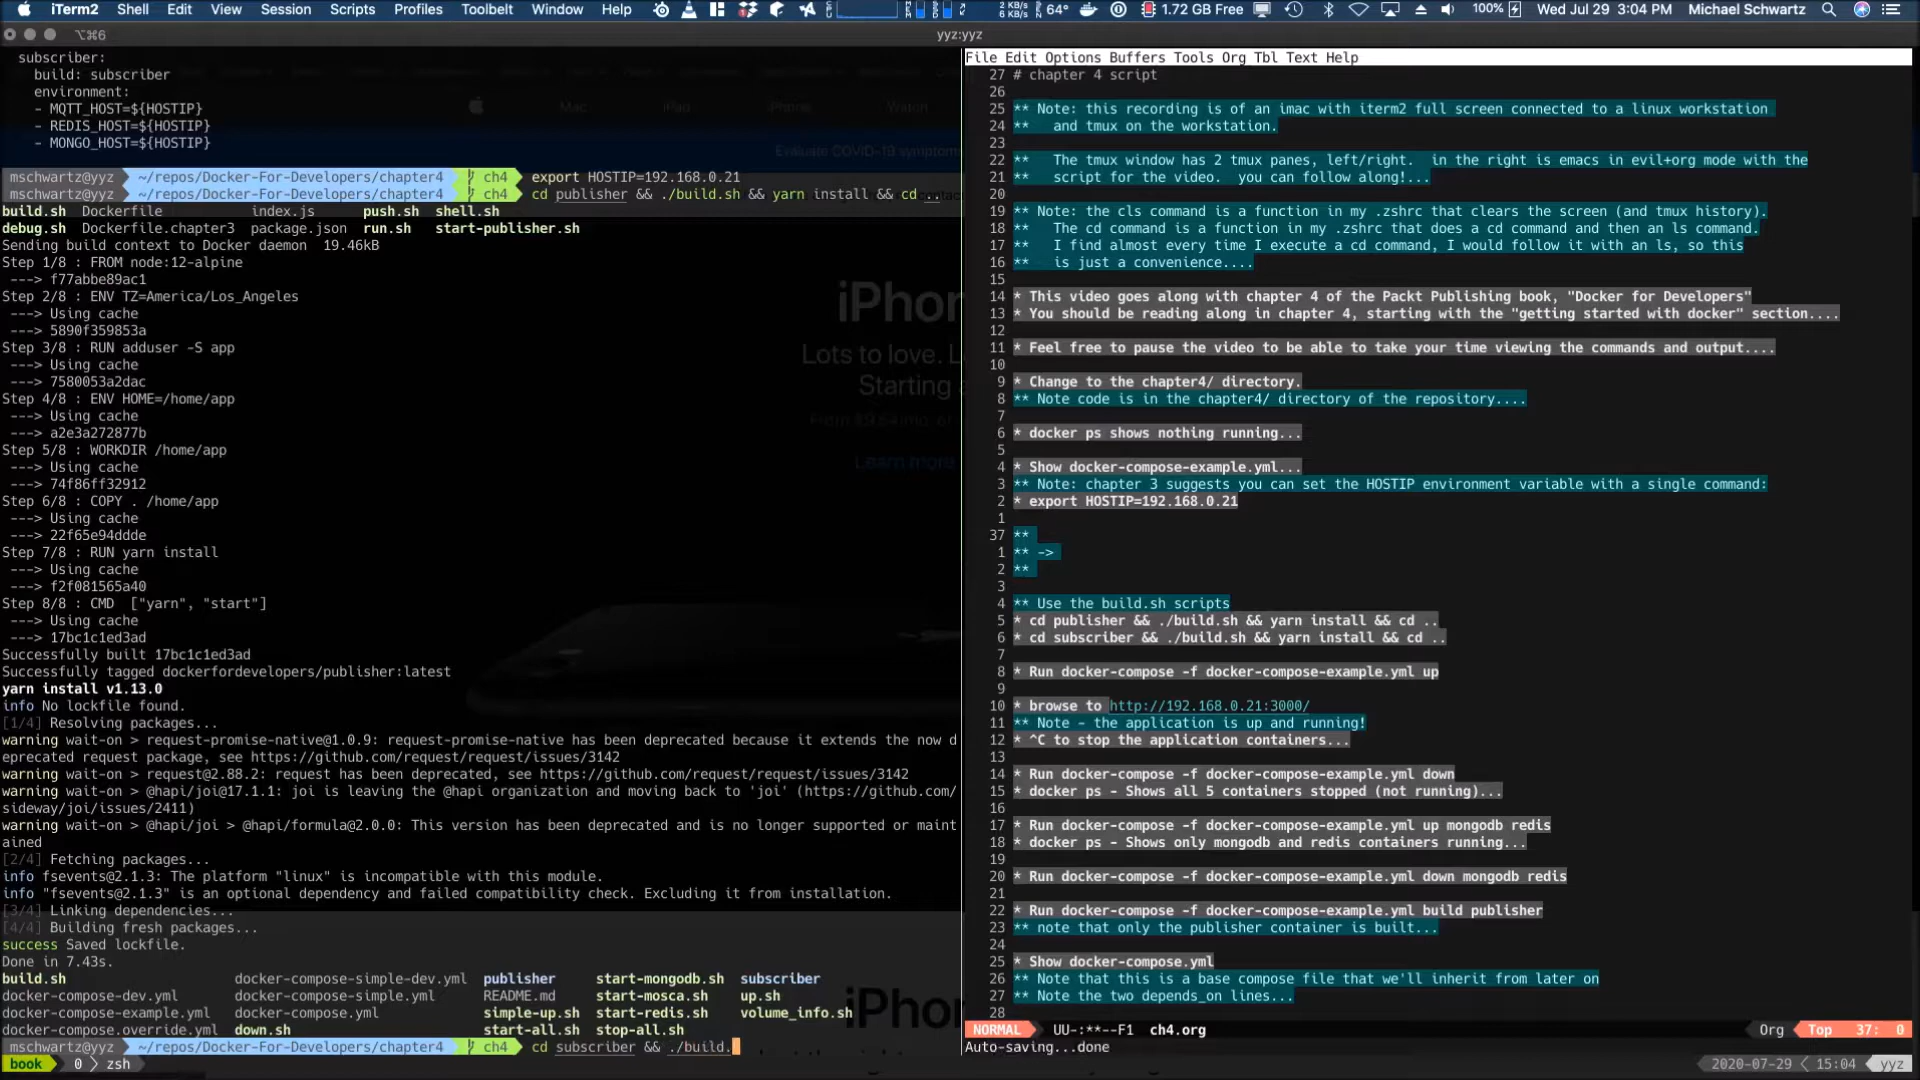 iTerm2 Shell Edit View Session Scripts Profiles Toolbelt Window Help 2 KB/s 6 KB/s 64° 1.72 GB Free 100% Wed Jul 29 3:04 PM Michael Schwartz
⌥⌘6 yyz:yyz
subscriber:
build: subscriber
environment:
- MQTT_HOST=${HOSTIP}
- REDIS_HOST=${HOSTIP}
- MONGO_HOST=${HOSTIP}
Mac iPad iPhone Watch
Evaluate COVID-19 symptoms
mschwartz@yyz ~/repos/Docker-For-Developers/chapter4 ch4 export HOSTIP=192.168.0.21
mschwartz@yyz ~/repos/Docker-For-Developers/chapter4 ch4 cd publisher && ./build.sh && yarn install && cd ..
build.sh Dockerfile index.js push.sh shell.sh
debug.sh Dockerfile.chapter3 package.json run.sh start-publisher.sh
Sending build context to Docker daemon 19.46kB
Step 1/8 : FROM node:12-alpine
---> f77abbe89ac1
Step 2/8 : ENV TZ=America/Los_Angeles
---> Using cache
---> 5890f359853a
Step 3/8 : RUN adduser -S app
---> Using cache
---> 7580053a2dac
Step 4/8 : ENV HOME=/home/app
---> Using cache
---> a2e3a272877b
Step 5/8 : WORKDIR /home/app
---> Using cache
---> 74f86ff32912
Step 6/8 : COPY . /home/app
---> Using cache
---> 22f65e94ddde
Step 7/8 : RUN yarn install
---> Using cache
---> f2f081565a40
Step 8/8 : CMD ["yarn", "start"]
---> Using cache
---> 17bc1c1ed3ad
Successfully built 17bc1c1ed3ad
Successfully tagged dockerfordevelopers/publisher:latest
yarn install v1.13.0
info No lockfile found.
[1/4] Resolving packages...
warning wait-on > request-promise-native@1.0.9: request-promise-native has been deprecated because it extends the now d
eprecated request package, see https://github.com/request/request/issues/3142
warning wait-on > request@2.88.2: request has been deprecated, see https://github.com/request/request/issues/3142
warning wait-on > @hapi/joi@17.1.1: joi is leaving the @hapi organization and moving back to 'joi' (https://github.com/
sideway/joi/issues/2411)
warning wait-on > @hapi/joi > @hapi/formula@2.0.0: This version has been deprecated and is no longer supported or maint
ained
[2/4] Fetching packages...
info fsevents@2.1.3: The platform "linux" is incompatible with this module.
info "fsevents@2.1.3" is an optional dependency and failed compatibility check. Excluding it from installation.
[3/4] Linking dependencies...
[4/4] Building fresh packages...
success Saved lockfile.
Done in 7.43s.
build.sh docker-compose-simple-dev.yml publisher start-mongodb.sh subscriber
docker-compose-dev.yml docker-compose-simple.yml README.md start-mosca.sh up.sh
docker-compose-example.yml docker-compose.yml simple-up.sh start-redis.sh volume_info.sh
docker-compose.override.yml down.sh start-all.sh stop-all.sh
mschwartz@yyz ~/repos/Docker-For-Developers/chapter4 ch4 cd subscriber && ./build.
book 0 zsh
iPhon
Lots to love. L
Starting
Learn more
iPhon
File Edit Options Buffers Tools Org Tbl Text Help
27 # chapter 4 script
26
25 ** Note: this recording is of an imac with iterm2 full screen connected to a linux workstation
24 ** and tmux on the workstation.
23
22 ** The tmux window has 2 tmux panes, left/right. in the right is emacs in evil+org mode with the
21 ** script for the video. you can follow along!...
20
19 ** Note: the cls command is a function in my .zshrc that clears the screen (and tmux history).
18 ** The cd command is a function in my .zshrc that does a cd command and then an ls command.
17 ** I find almost every time I execute a cd command, I would follow it with an ls, so this
16 ** is just a convenience....
15
14 * This video goes along with chapter 4 of the Packt Publishing book, "Docker for Developers"
13 * You should be reading along in chapter 4, starting with the "getting started with docker" section....
12
11 * Feel free to pause the video to be able to take your time viewing the commands and output....
10
9 * Change to the chapter4/ directory.
8 ** Note code is in the chapter4/ directory of the repository....
7
6 * docker ps shows nothing running...
5
4 * Show docker-compose-example.yml...
3 ** Note: chapter 3 suggests you can set the HOSTIP environment variable with a single command:
2 * export HOSTIP=192.168.0.21
1
37 **
1 ** ->
2 **
3
4 ** Use the build.sh scripts
5 * cd publisher && ./build.sh && yarn install && cd ..
6 * cd subscriber && ./build.sh && yarn install && cd ..
7
8 * Run docker-compose -f docker-compose-example.yml up
9
10 * browse to http://192.168.0.21:3000/
11 ** Note - the application is up and running!
12 * ^C to stop the application containers...
13
14 * Run docker-compose -f docker-compose-example.yml down
15 * docker ps - Shows all 5 containers stopped (not running)...
16
17 * Run docker-compose -f docker-compose-example.yml up mongodb redis
18 * docker ps - Shows only mongodb and redis containers running...
19
20 * Run docker-compose -f docker-compose-example.yml down mongodb redis
21
22 * Run docker-compose -f docker-compose-example.yml build publisher
23 ** note that only the publisher container is built...
24
25 * Show docker-compose.yml
26 ** Note that this is a base compose file that we'll inherit from later on
27 ** Note the two depends_on lines...
28
NORMAL UU-:**--F1 ch4.org Org Top 37: 0
Auto-saving...done
2020-07-29 15:04 yyz